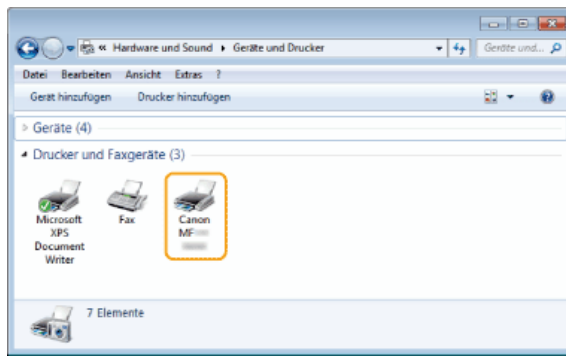 « Hardware und Sound ▸ Geräte und Drucker
Geräte und...
Datei Bearbeiten Ansicht Extras ?
Gerät hinzufügen Drucker hinzufügen
Geräte (4)
Drucker und Faxgeräte (3)
Microsoft
XPS
Document
Writer
Fax
Canon
MF
7 Elemente